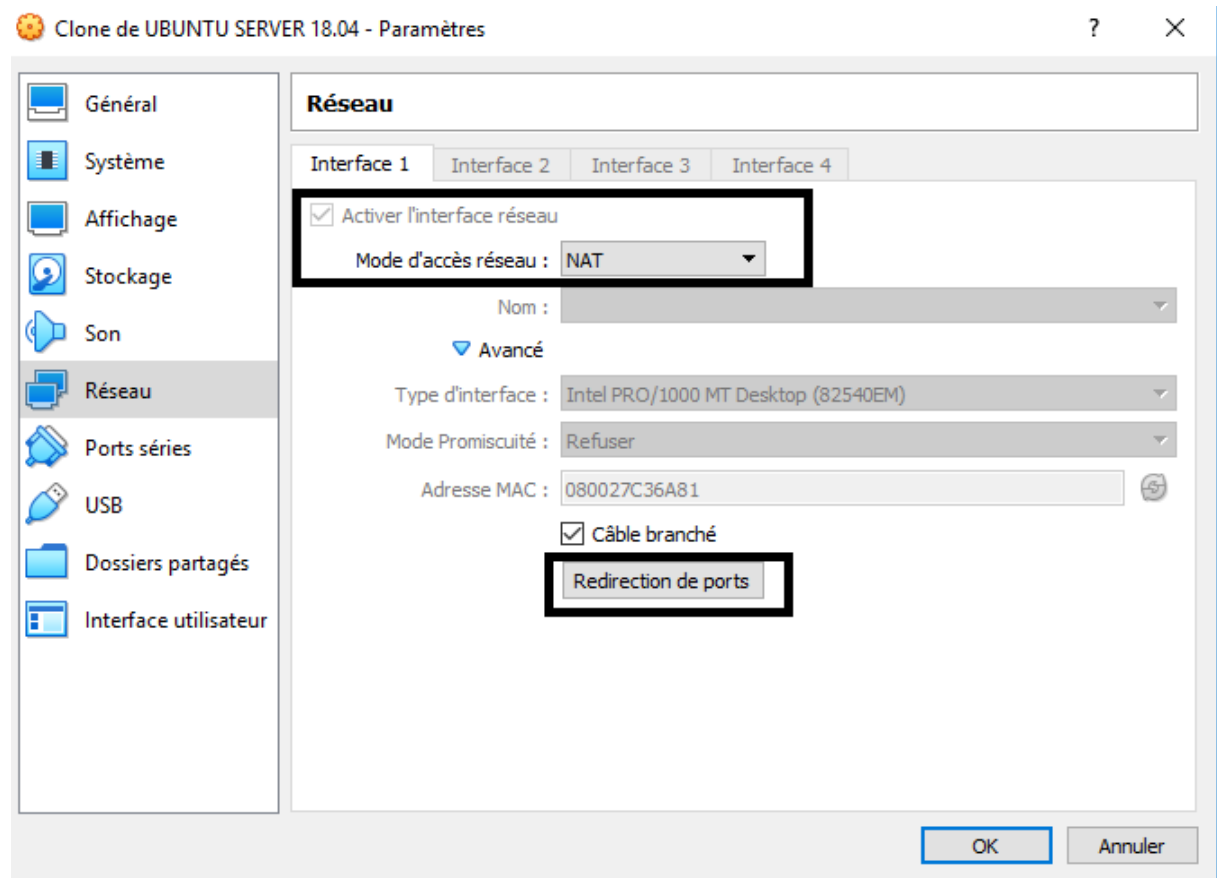 Clone de UBUNTU SERVER 18.04 - Paramètres ?
Général
Système
Affichage
Stockage
Son
Réseau
Ports séries
USB
Dossiers partagés
Interface utilisateur
Réseau
Interface 1 Interface 2 Interface 3 Interface 4
Activer l'interface réseau
Mode d'accès réseau : NAT
Nom :
Avancé
Type d'interface : Intel PRO/1000 MT Desktop (82540EM)
Mode Promiscuité : Refuser
Adresse MAC : 080027C36A81
Câble branché
Redirection de ports
OK Annuler